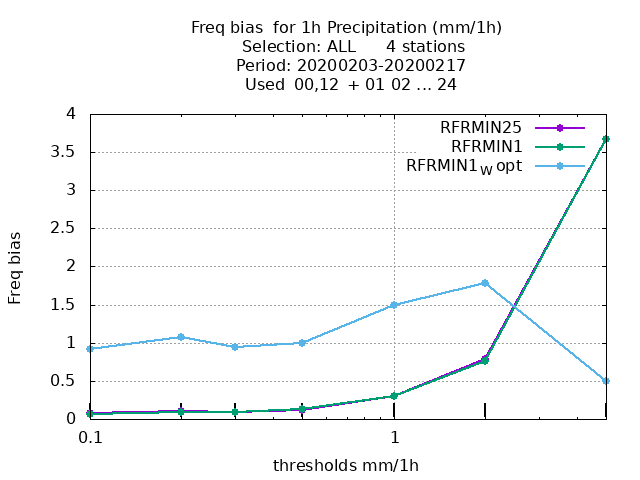 Freq bias  for 1h Precipitation (mm/1h)
Selection: ALL      4 stations
Period: 20200203-20200217
Used  00,12  + 01 02 ... 24
4
RFRMIN25
3.5
RFRMIN1
RFRMIN1W opt
3
2.5
2
1.5
1
0.5
0
Freq bias
0.1
1
thresholds mm/1h